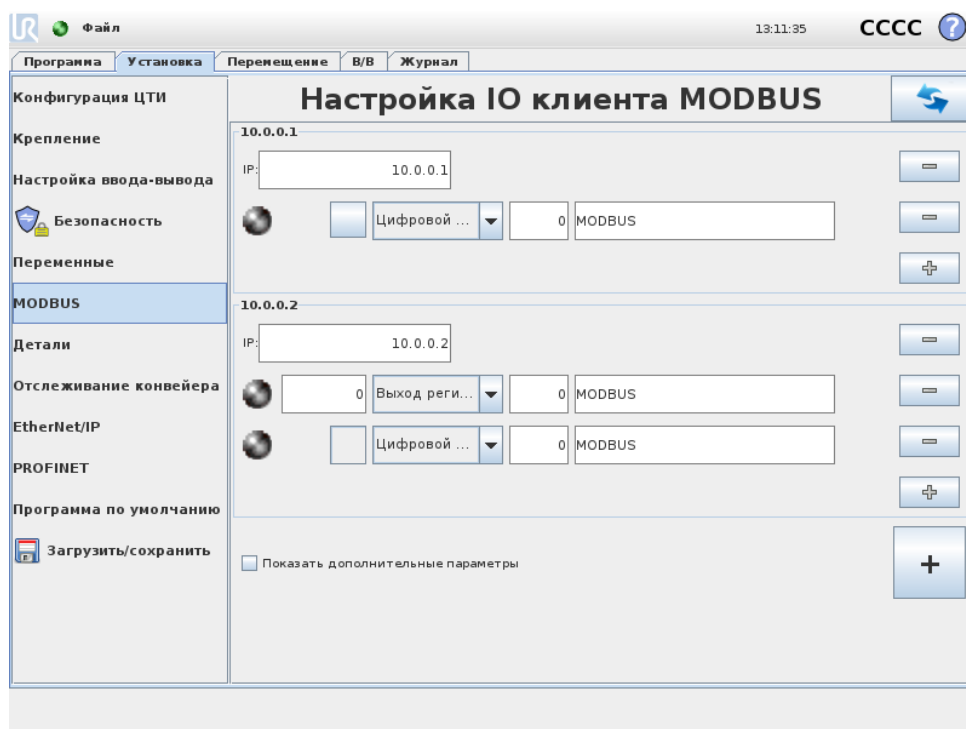 UR Файл 13:11:35 CCCC ?
Программа Установка Перемещение В/В Журнал
Конфигурация ЦТИ
Крепление
Настройка ввода-вывода
Безопасность
Переменные
MODBUS
Детали
Отслеживание конвейера
EtherNet/IP
PROFINET
Программа по умолчанию
Загрузить/сохранить
Настройка IO клиента MODBUS
10.0.0.1
IP: 10.0.0.1
Цифровой ... 0 MODBUS
10.0.0.2
IP: 10.0.0.2
0 Выход реги... 0 MODBUS
Цифровой ... 0 MODBUS
Показать дополнительные параметры